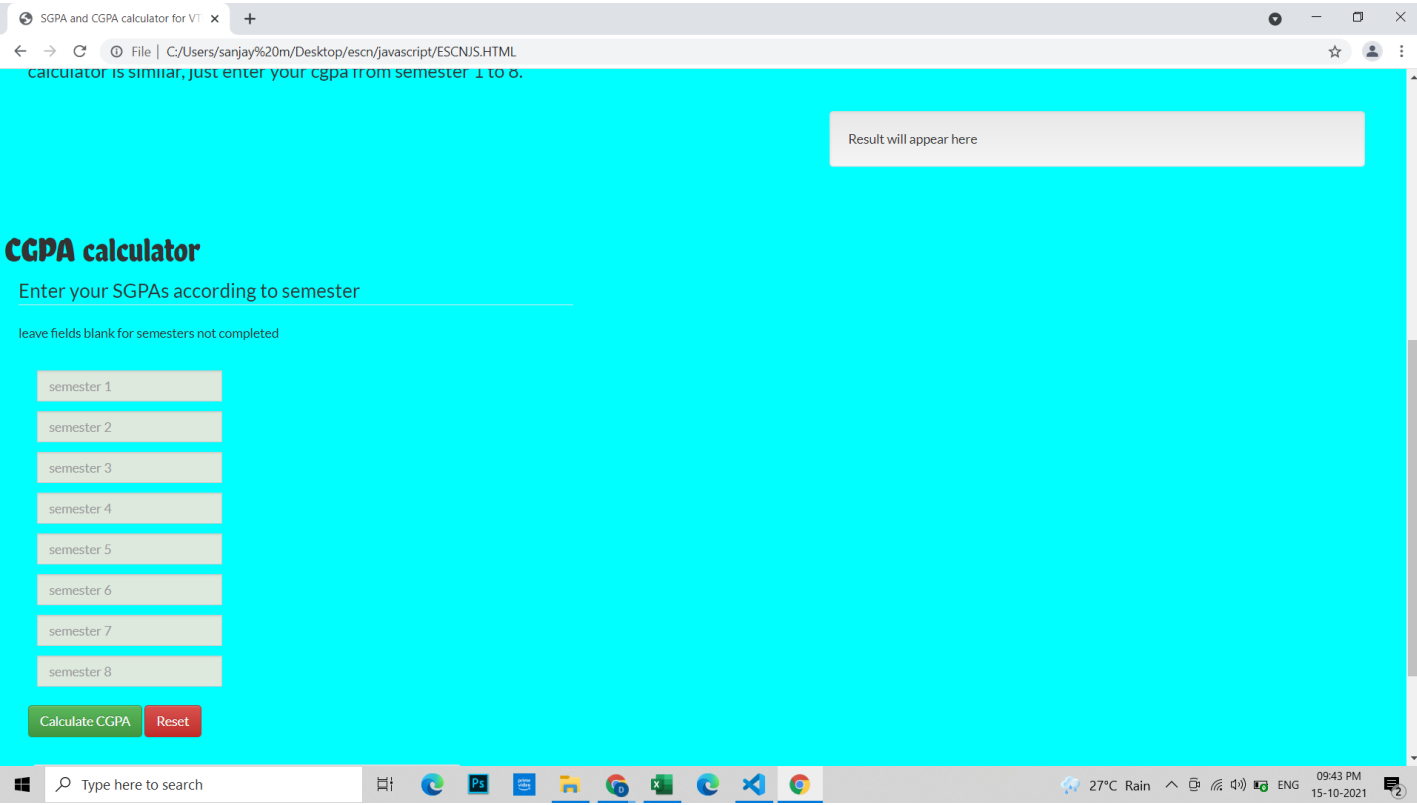 SGPA and CGPA calculator for VT
File | C:/Users/sanjay%20m/Desktop/escn/javascript/ESCNJS.HTML
calculator is similar, just enter your cgpa from semester 1 to 8.
Result will appear here
CGPA calculator
Enter your SGPAs according to semester
leave fields blank for semesters not completed
semester 1
semester 2
semester 3
semester 4
semester 5
semester 6
semester 7
semester 8
Calculate CGPA Reset
Type here to search
Ps
prime video
D
27°C Rain
ENG
09:43 PM
15-10-2021
2